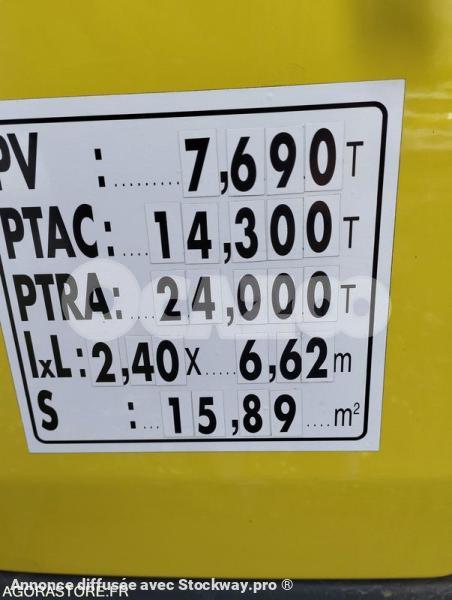 PV : ......... 7,690 T
PTAC: ... 14,300 T
PTRA: .... 24,000 T
IxL: 2,40 x ..... 6,62 m
S : ... 15,89 .... m²
OCAZOO
Annonce diffusée avec Stockway.pro ®
AGORASTORE.FR